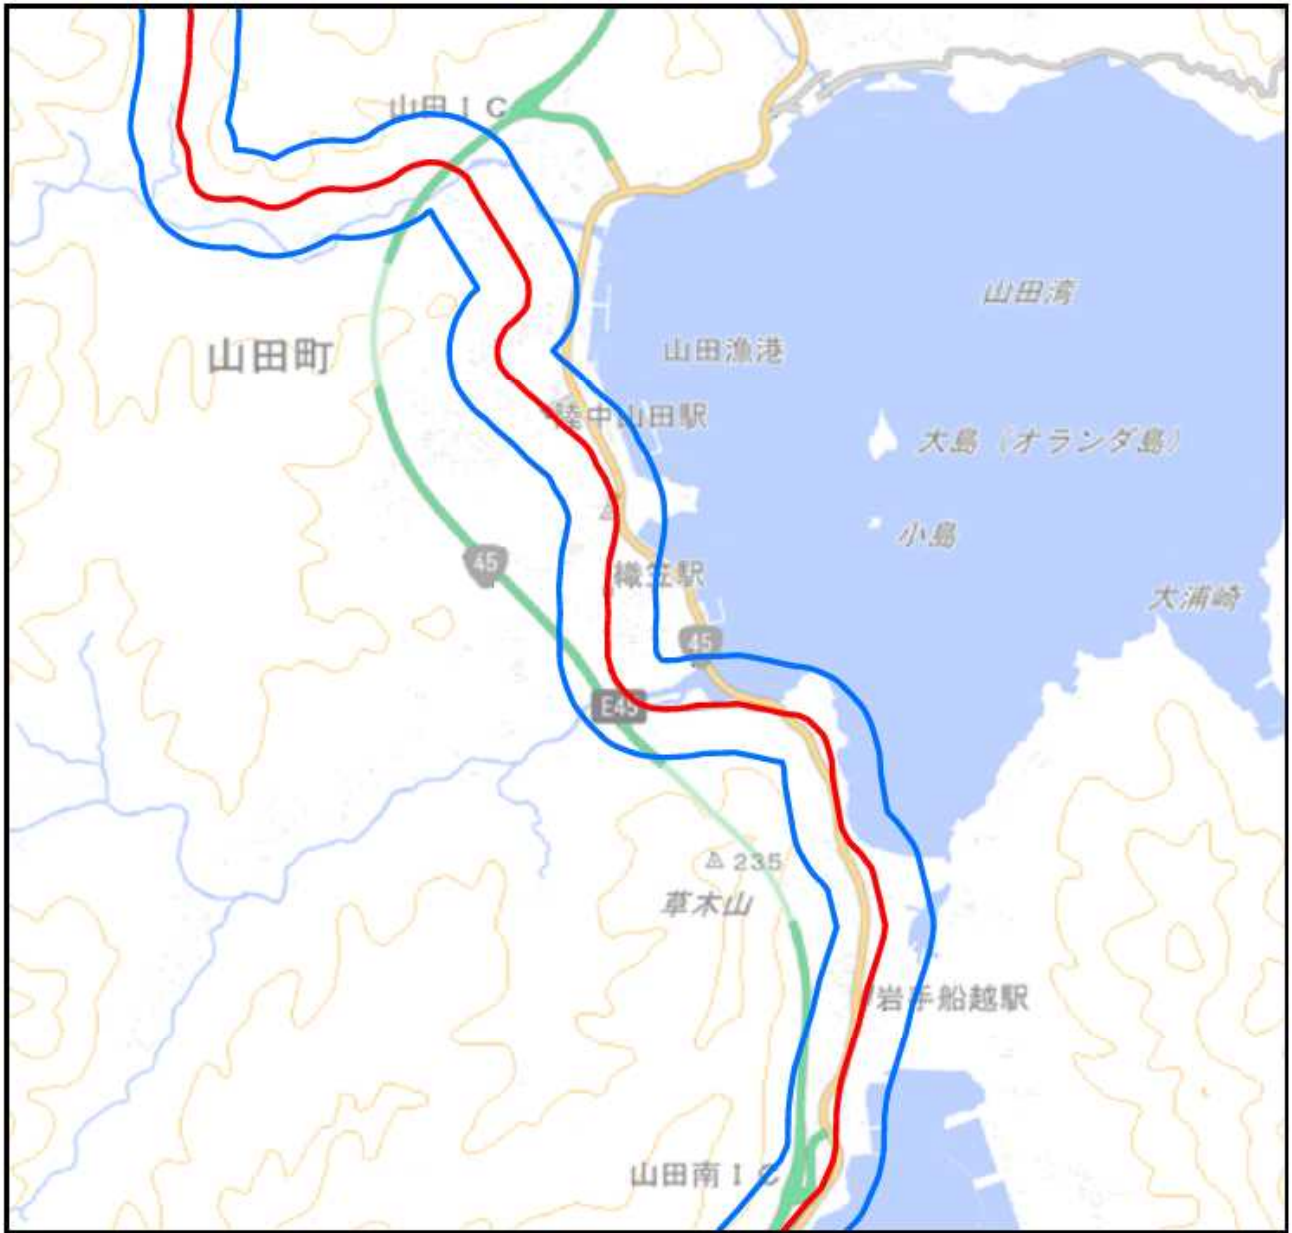 山田ＩＣ
山田湾
山田町
山田漁港
陸中山田駅
大島（オランダ島）
小島
45
織笠駅
大浦崎
45
E45
235
草木山
岩手船越駅
山田南ＩＣ